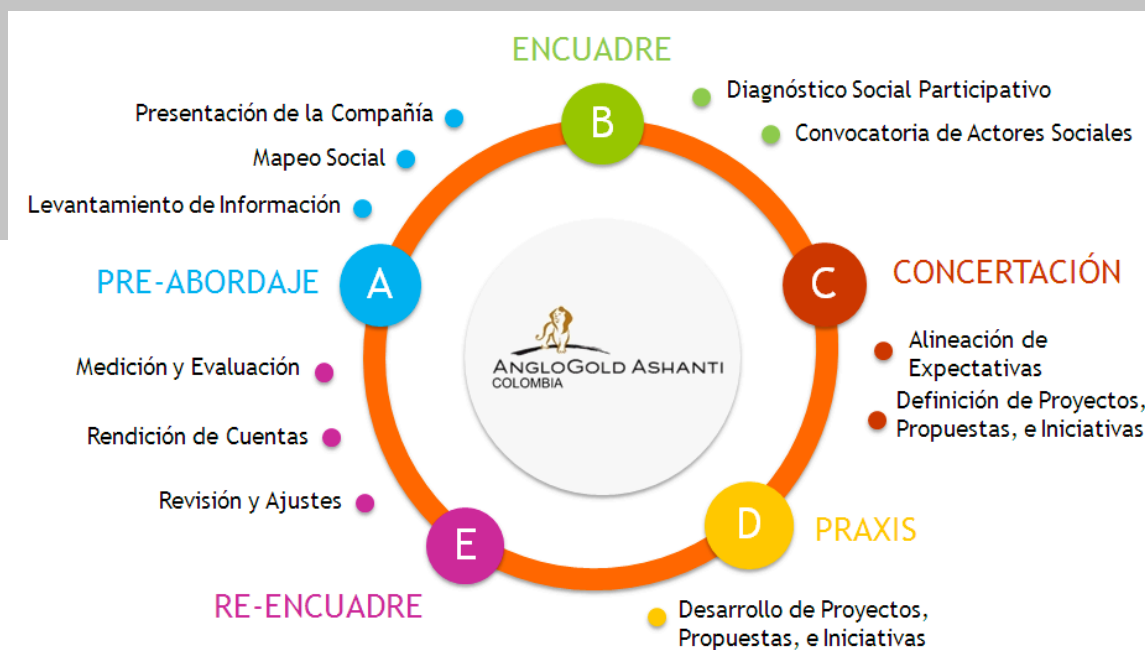 ENCUADRE
B
Diagnóstico Social Participativo
Convocatoria de Actores Sociales
Presentación de la Compañía
Mapeo Social
Levantamiento de Información
PRE-ABORDAJE
A
C
CONCERTACIÓN
Alineación de
Expectativas
Definición de Proyectos,
Propuestas, e Iniciativas
ANGLOGOLD ASHANTI
COLOMBIA
Medición y Evaluación
Rendición de Cuentas
Revisión y Ajustes
E
RE-ENCUADRE
D
PRAXIS
Desarrollo de Proyectos,
Propuestas, e Iniciativas